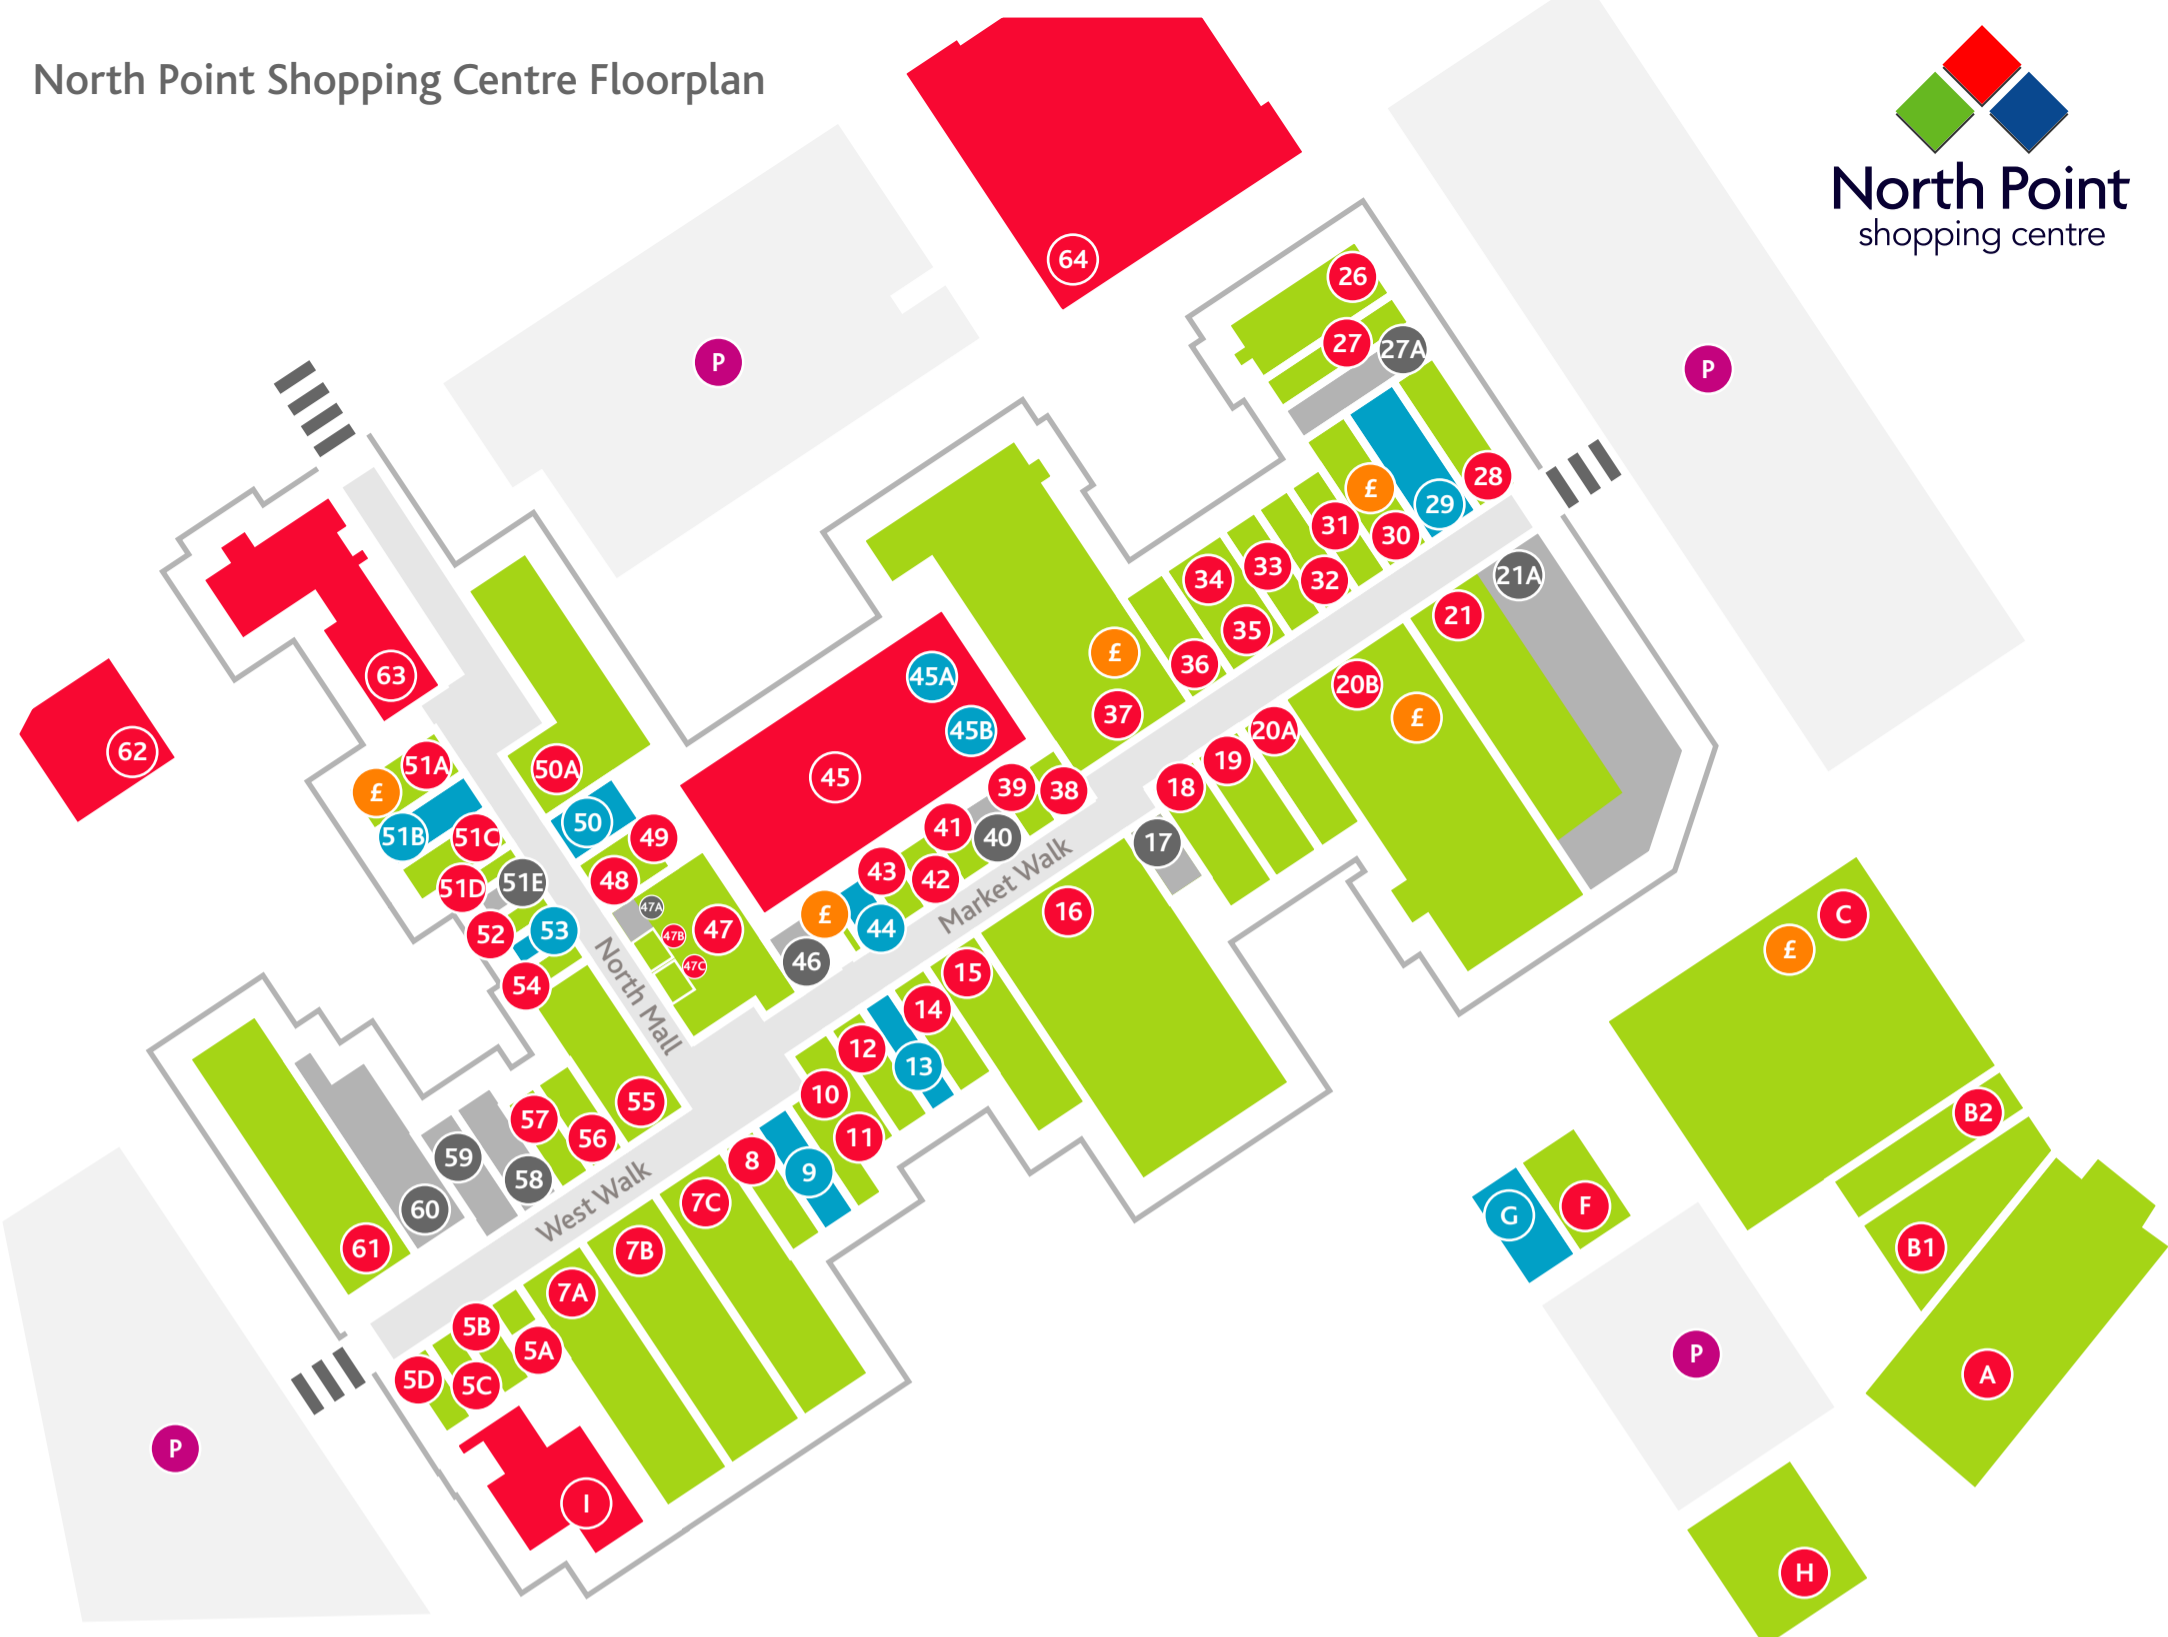 North Point Shopping Centre Floorplan
North Point
shopping centre
64
26
27
27A
P
P
28
29
£
30
31
32
33
34
35
36
£
37
21A
21
20B
£
20A
19
18
17
63
62
51A
£
51B
51C
51D
51E
52
53
54
50A
50
49
48
47A
47B
47C
47
45A
45B
45
39
38
41
40
43
42
£
44
46
Market Walk
North Mall
West Walk
16
15
14
13
12
10
11
9
8
7C
7B
7A
55
56
57
58
59
60
61
5B
5A
5D
5C
I
P
C
£
B2
B1
A
F
G
P
H